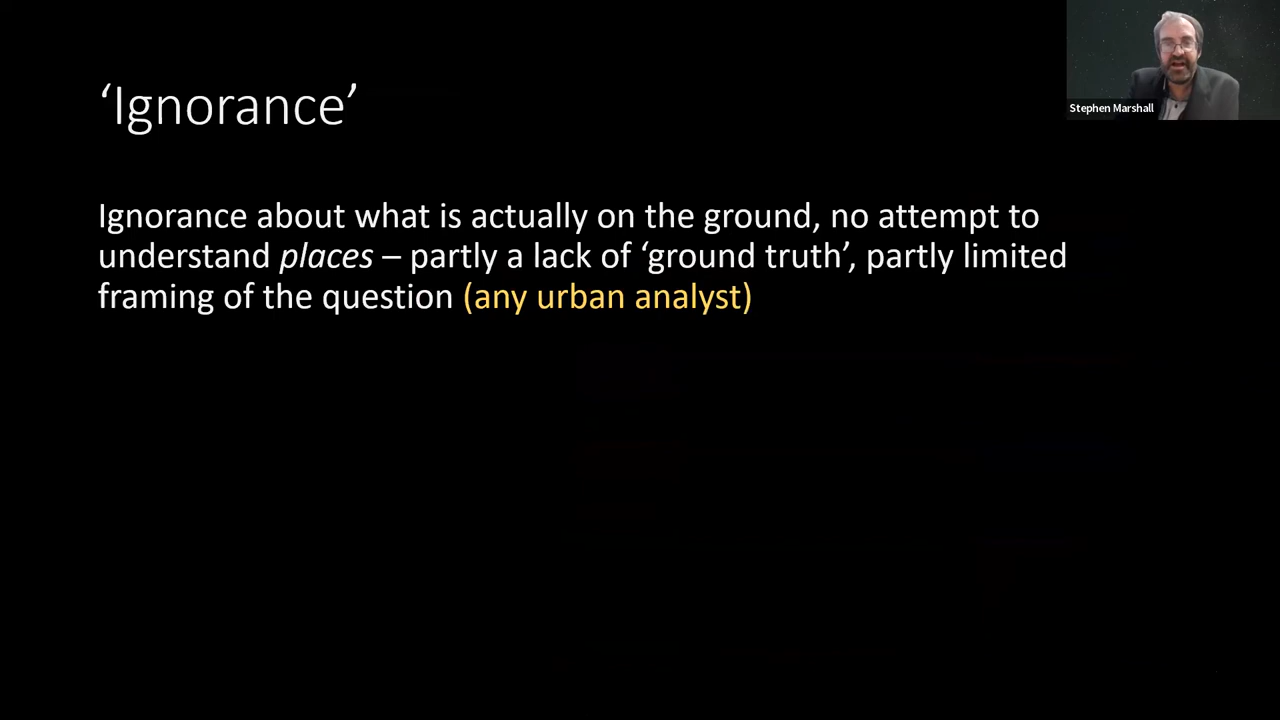 ‘Ignorance’
Stephen Marshall
Ignorance about what is actually on the ground, no attempt to
understand places – partly a lack of ‘ground truth’, partly limited
framing of the question (any urban analyst)